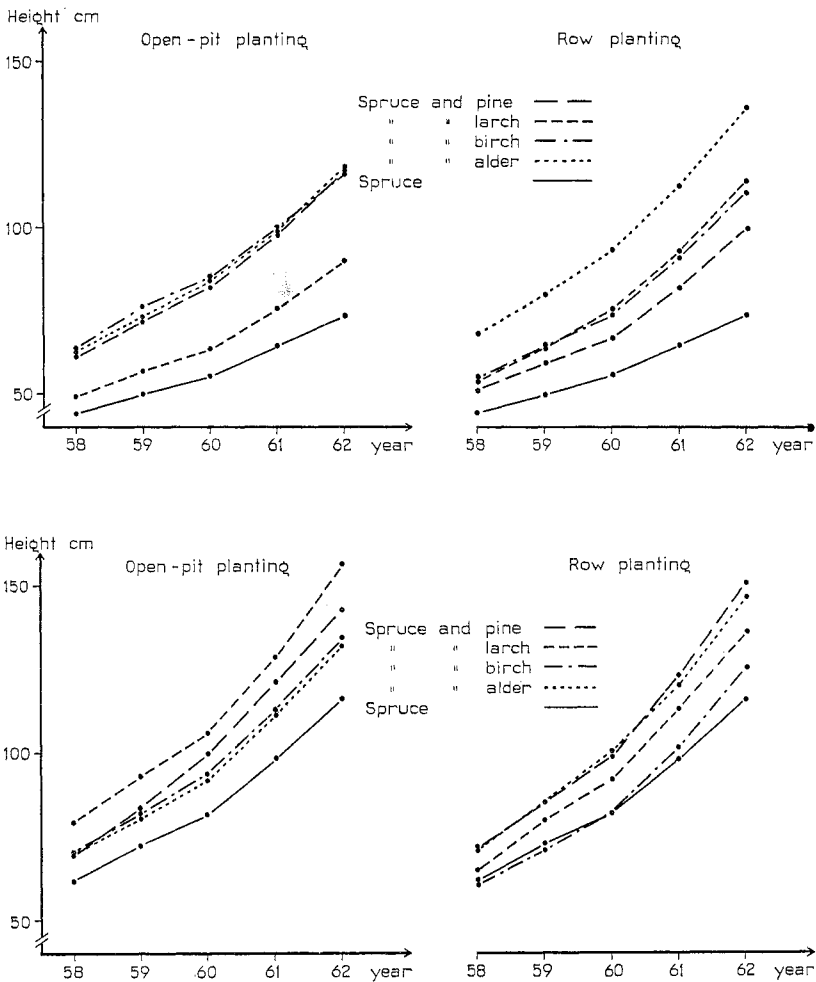 Height cm
Open-pit planting
Row planting
150
Spruce and pine
" " larch
" " birch
" " alder
Spruce
100
50
58 59 60 61 62 year
58 59 60 61 62 year
Height cm
Open-pit planting
Row planting
150
Spruce and pine
" " larch
" " birch
" " alder
Spruce
100
50
58 59 60 61 62 year
58 59 60 61 62 year